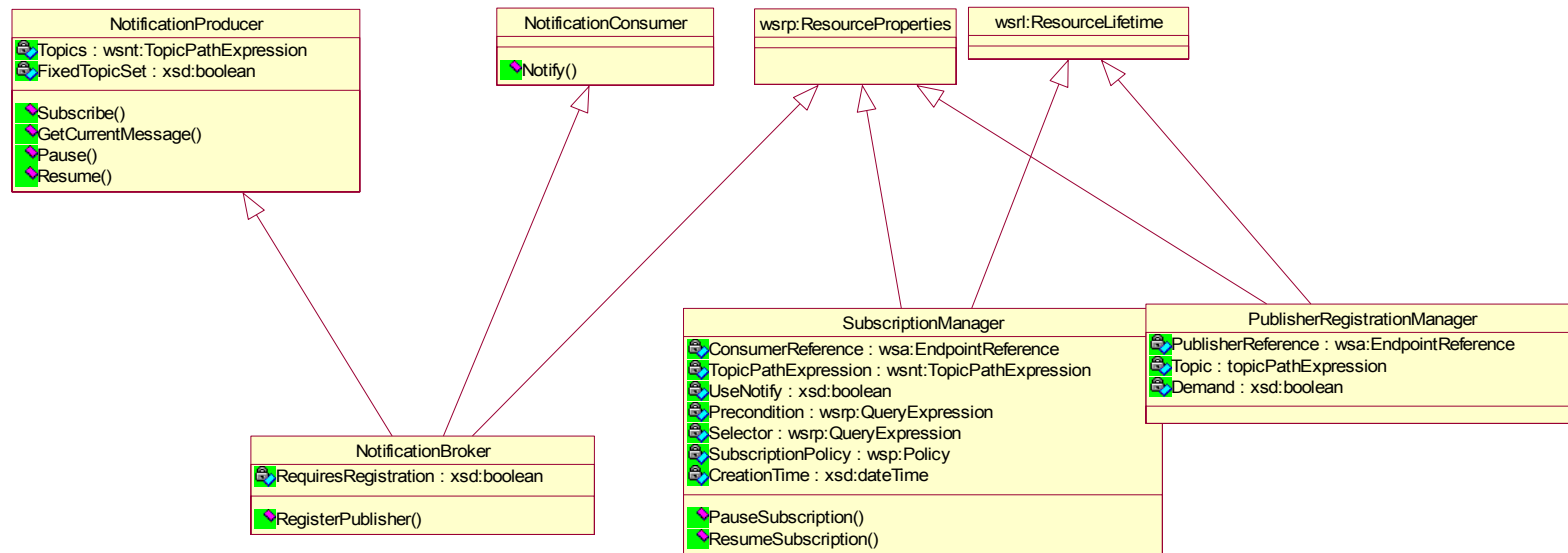 NotificationProducer
Topics : wsnt:TopicPathExpression
FixedTopicSet : xsd:boolean
Subscribe()
GetCurrentMessage()
Pause()
Resume()
NotificationConsumer
Notify()
wsrp:ResourceProperties
wsrl:ResourceLifetime
NotificationBroker
RequiresRegistration : xsd:boolean
RegisterPublisher()
SubscriptionManager
ConsumerReference : wsa:EndpointReference
TopicPathExpression : wsnt:TopicPathExpression
UseNotify : xsd:boolean
Precondition : wsrp:QueryExpression
Selector : wsrp:QueryExpression
SubscriptionPolicy : wsp:Policy
CreationTime : xsd:dateTime
PauseSubscription()
ResumeSubscription()
PublisherRegistrationManager
PublisherReference : wsa:EndpointReference
Topic : topicPathExpression
Demand : xsd:boolean